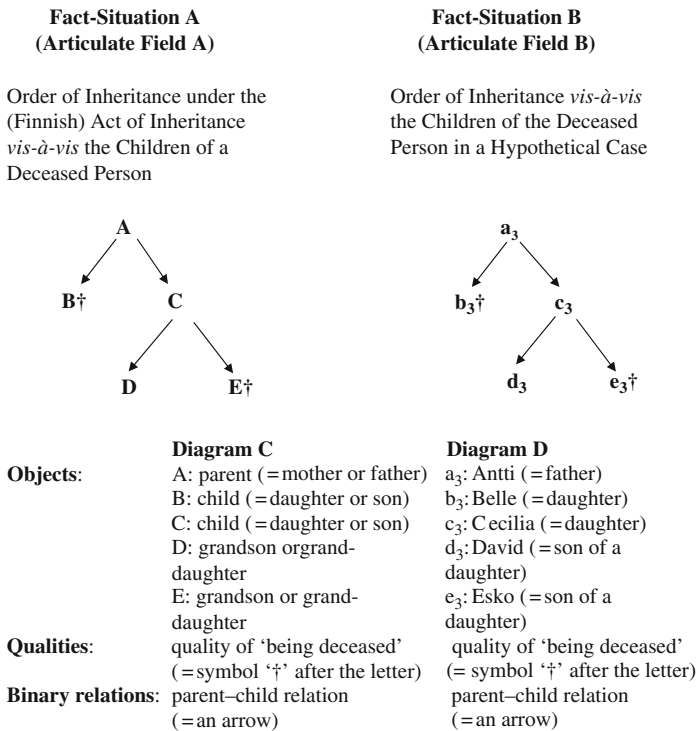 Fact-Situation A
(Articulate Field A)
Fact-Situation B
(Articulate Field B)
Order of Inheritance under the
(Finnish) Act of Inheritance
vis-à-vis the Children of a
Deceased Person
Order of Inheritance vis-à-vis
the Children of the Deceased
Person in a Hypothetical Case
A
B† C
D E†
a₃
b₃† c₃
d₃ e₃†
Diagram C Diagram D
Objects: A: parent (=mother or father) a₃: Antti (=father)
B: child (=daughter or son) b₃: Belle (=daughter)
C: child (=daughter or son) c₃: Cecilia (=daughter)
D: grandson orgrand- d₃: David (=son of a
daughter daughter)
E: grandson or grand- e₃: Esko (=son of a
daughter daughter)
Qualities: quality of ‘being deceased’ quality of ‘being deceased’
(=symbol ‘†’ after the letter) (= symbol ‘†’ after the letter)
Binary relations: parent–child relation parent–child relation
(=an arrow) (=an arrow)